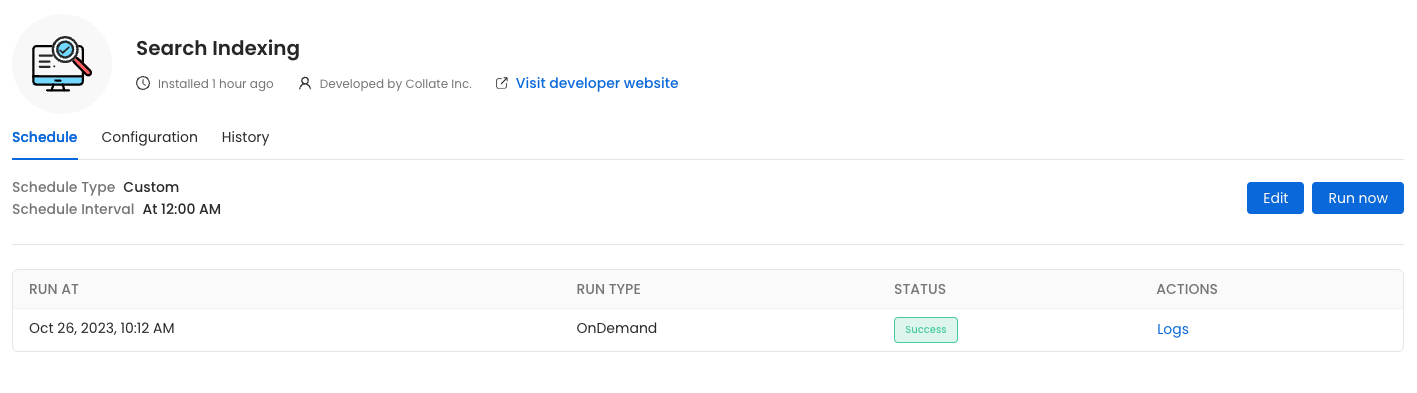 Search Indexing
Installed 1 hour ago Developed by Collate Inc. Visit developer website
Schedule Configuration History
Schedule Type Custom
Schedule Interval At 12:00 AM
Edit Run now
RUN AT RUN TYPE STATUS ACTIONS
Oct 26, 2023, 10:12 AM OnDemand Success Logs